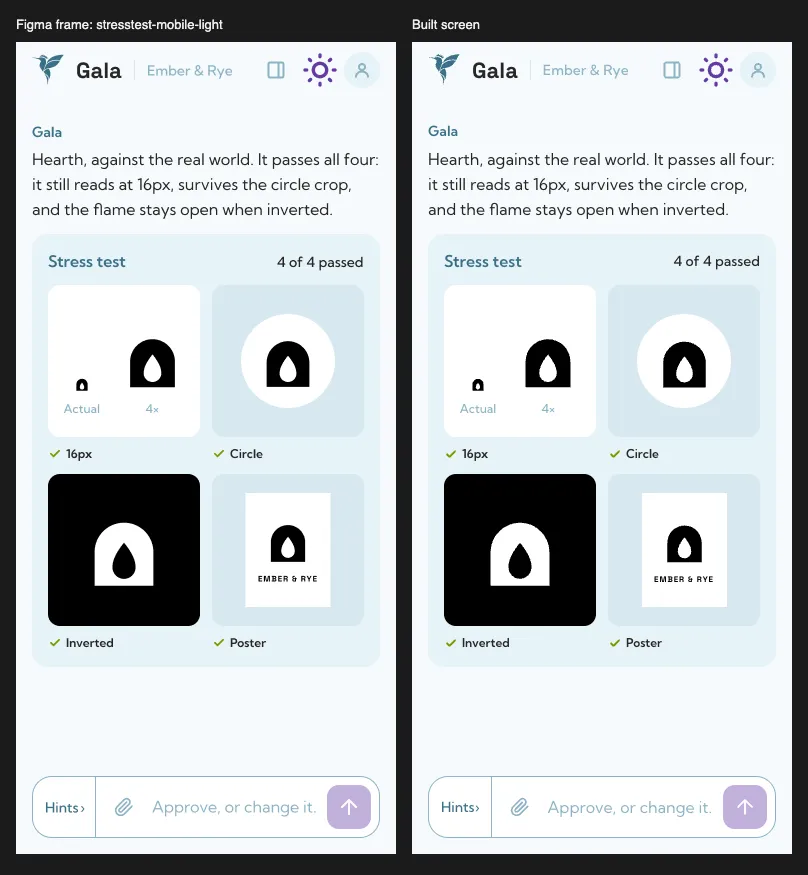 Figma frame: stresstest-mobile-light
Built screen
Gala
Ember & Rye
Gala
Hearth, against the real world. It passes all four:
it still reads at 16px, survives the circle crop,
and the flame stays open when inverted.
Stress test
4 of 4 passed
Actual
4×
16px
Circle
EMBER & RYE
Inverted
Poster
Hints ›
Approve, or change it.
Gala
Ember & Rye
Gala
Hearth, against the real world. It passes all four:
it still reads at 16px, survives the circle crop,
and the flame stays open when inverted.
Stress test
4 of 4 passed
Actual
4×
16px
Circle
EMBER & RYE
Inverted
Poster
Hints›
Approve, or change it.